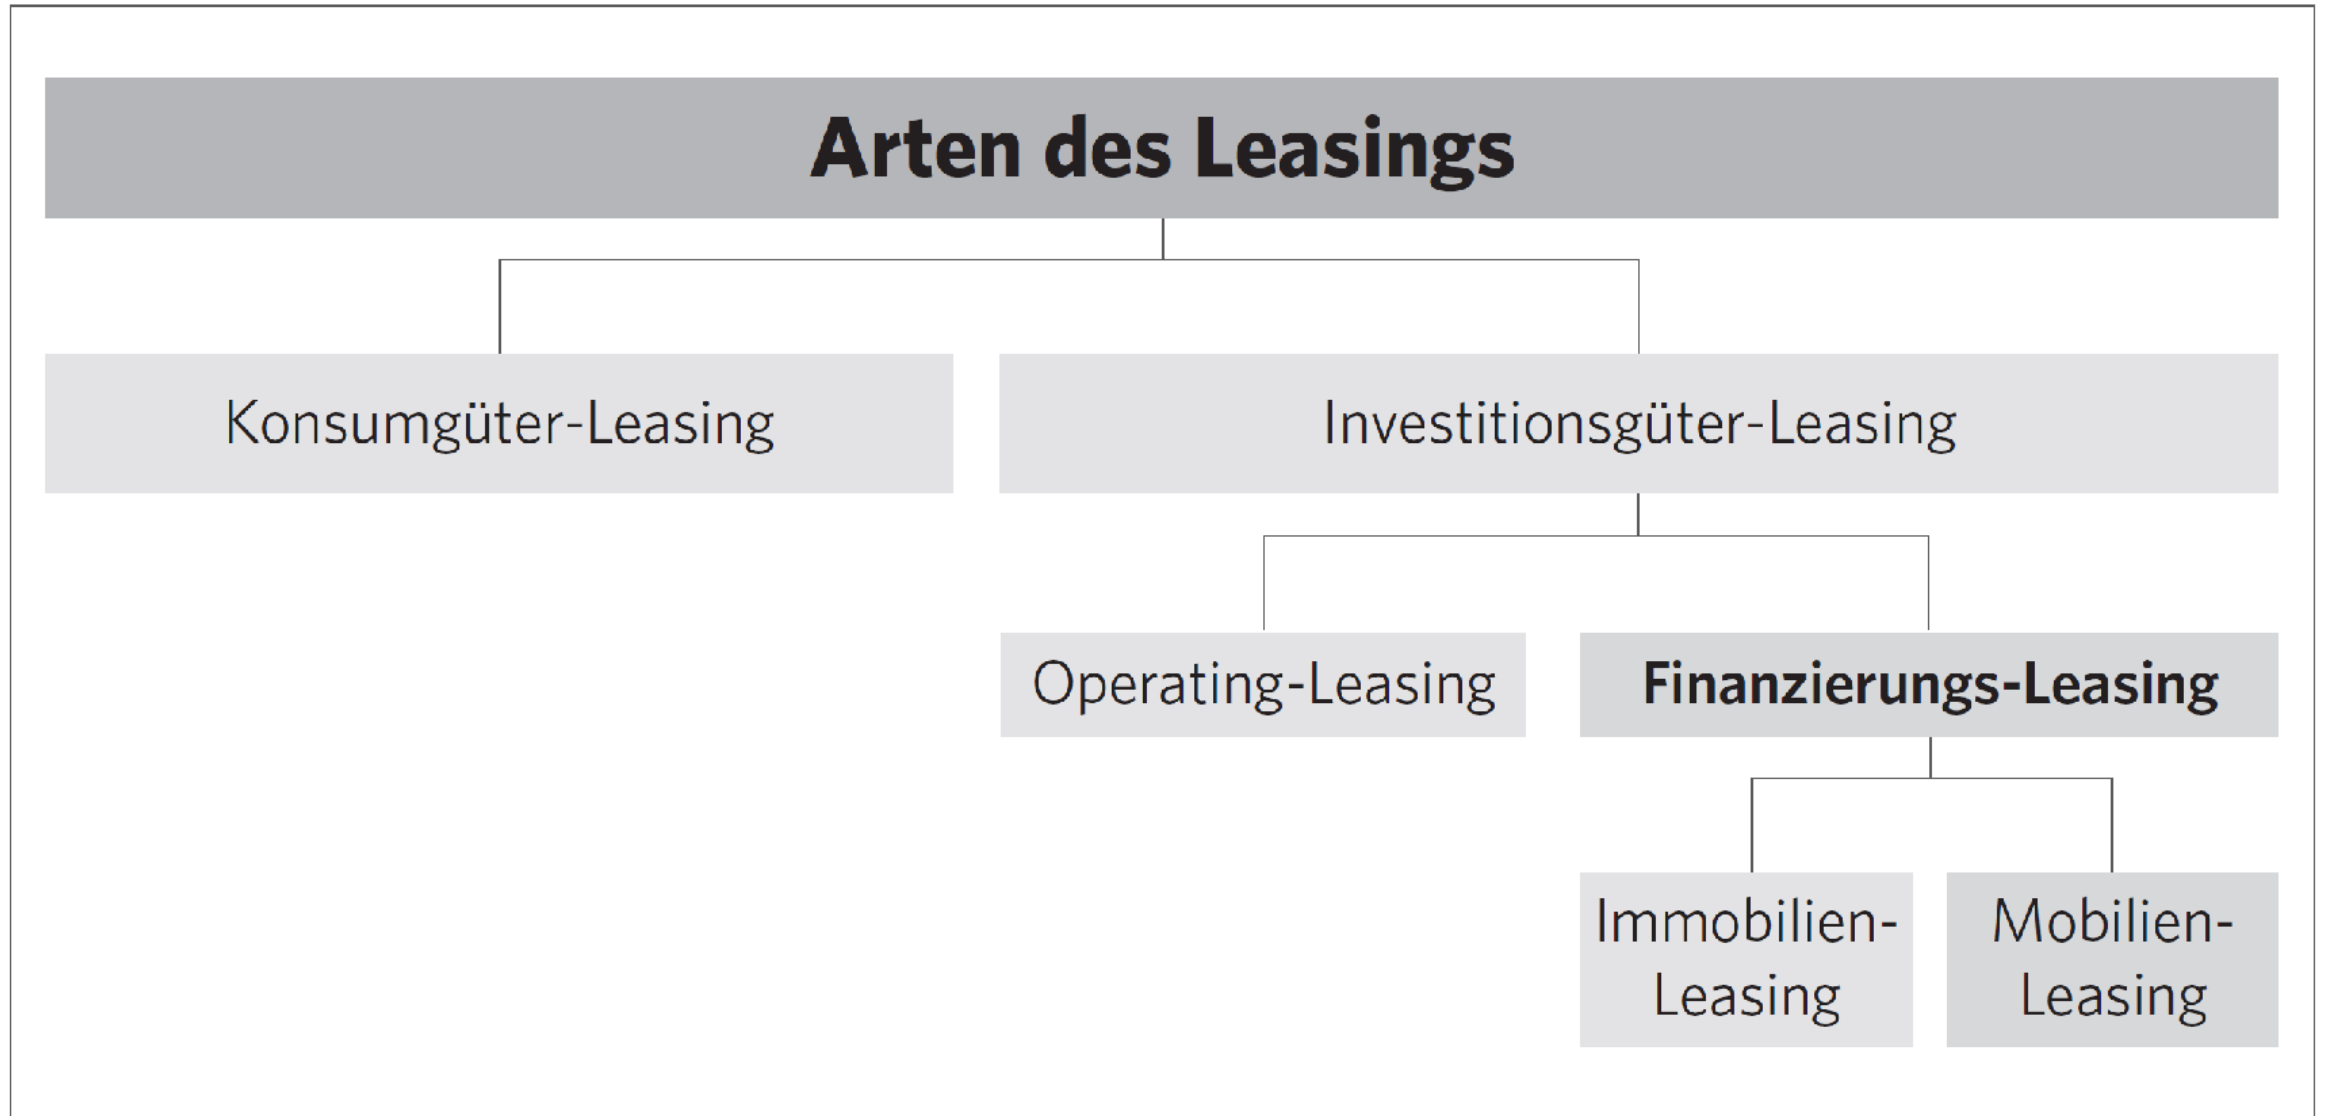 Arten des Leasings
Konsumgüter-Leasing
Investitionsgüter-Leasing
Operating-Leasing
Finanzierungs-Leasing
Immobilien-
Leasing
Mobilien-
Leasing